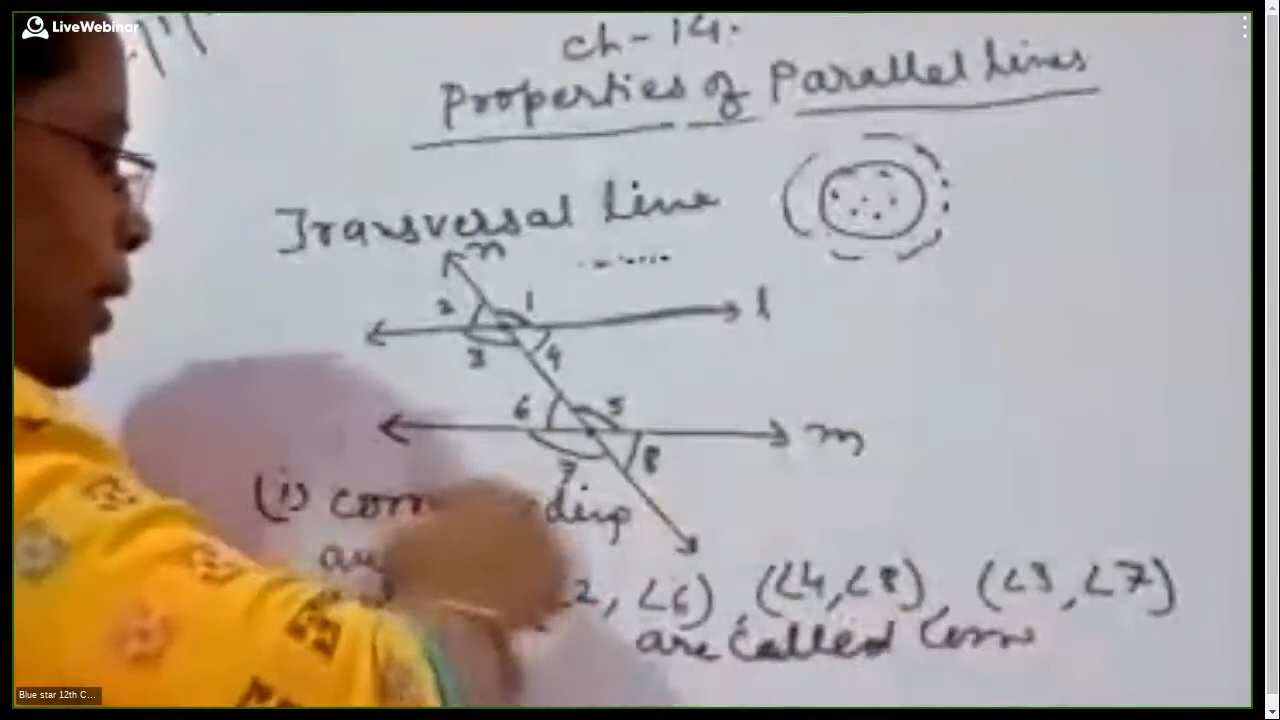 LiveWebinar
ch-14.
Properties of Parallel Lines
Transversal Line
n
2 1
l
3 4
6 5
m
7 8
(i)
2, ∠6), (∠4, ∠8), (∠3, ∠7)
are called
Blue star 12th C...